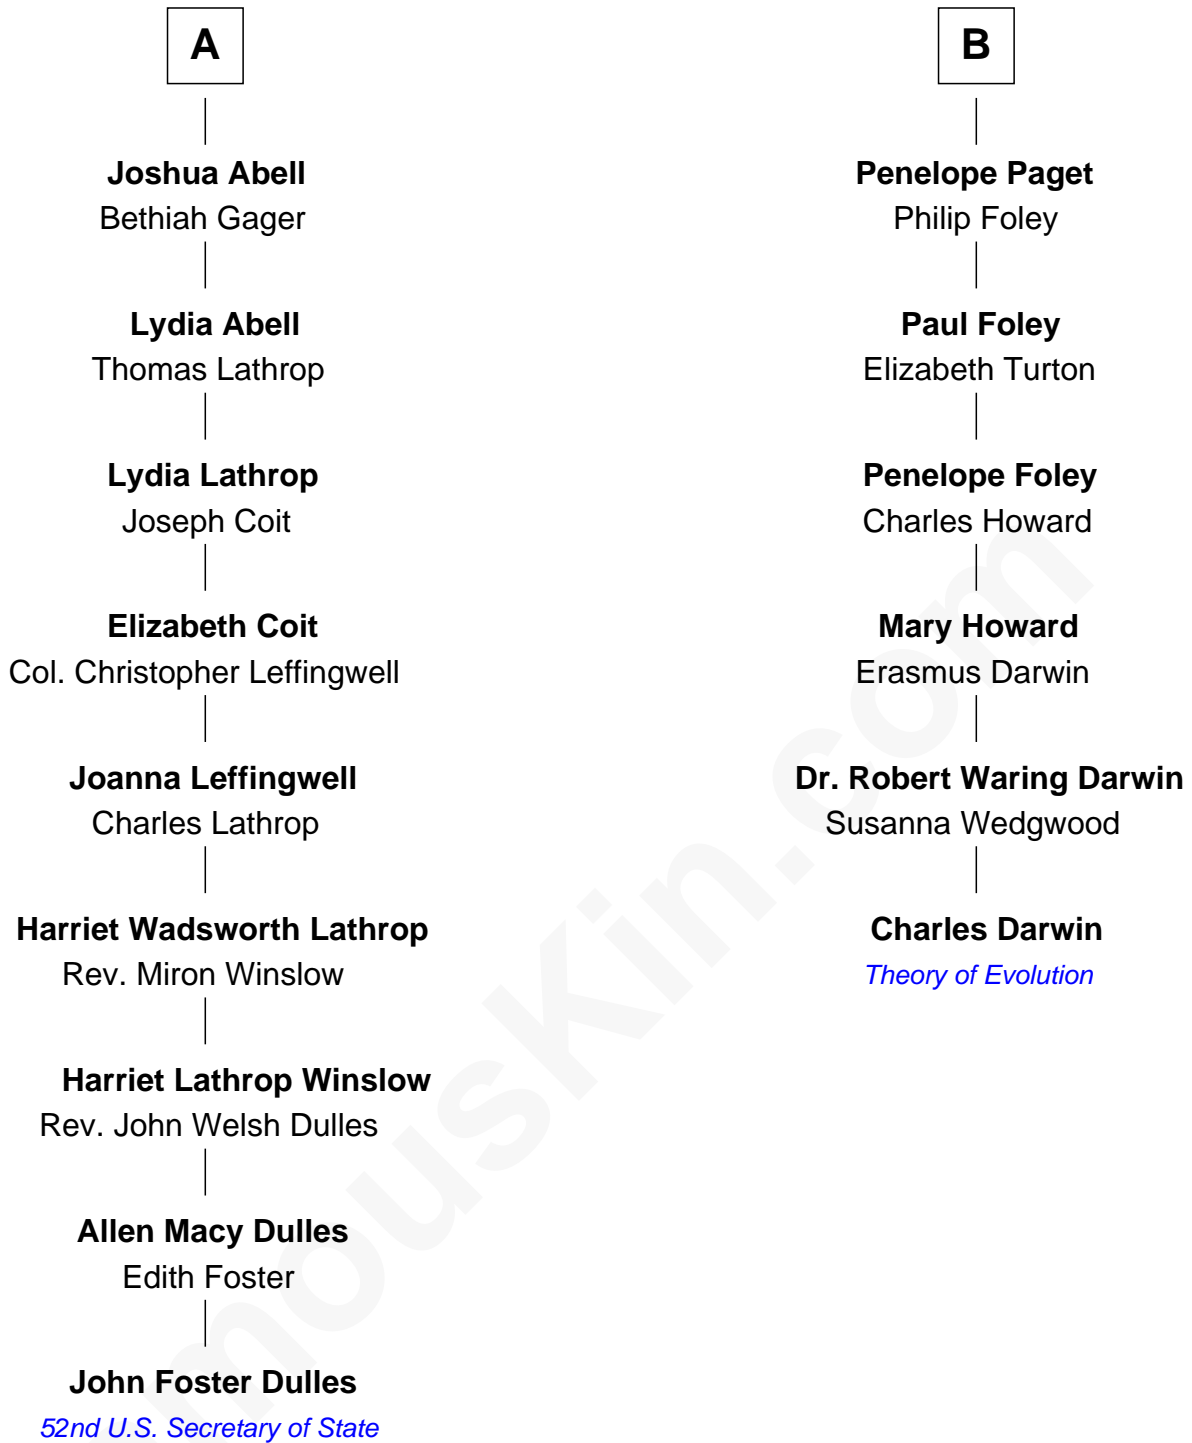 A
Joshua Abell
Bethiah Gager
Lydia Abell
Thomas Lathrop
Lydia Lathrop
Joseph Coit
Elizabeth Coit
Col. Christopher Leffingwell
Joanna Leffingwell
Charles Lathrop
Harriet Wadsworth Lathrop
Rev. Miron Winslow
Harriet Lathrop Winslow
Rev. John Welsh Dulles
Allen Macy Dulles
Edith Foster
John Foster Dulles
52nd U.S. Secretary of State
B
Penelope Paget
Philip Foley
Paul Foley
Elizabeth Turton
Penelope Foley
Charles Howard
Mary Howard
Erasmus Darwin
Dr. Robert Waring Darwin
Susanna Wedgwood
Charles Darwin
Theory of Evolution
mousKin.com